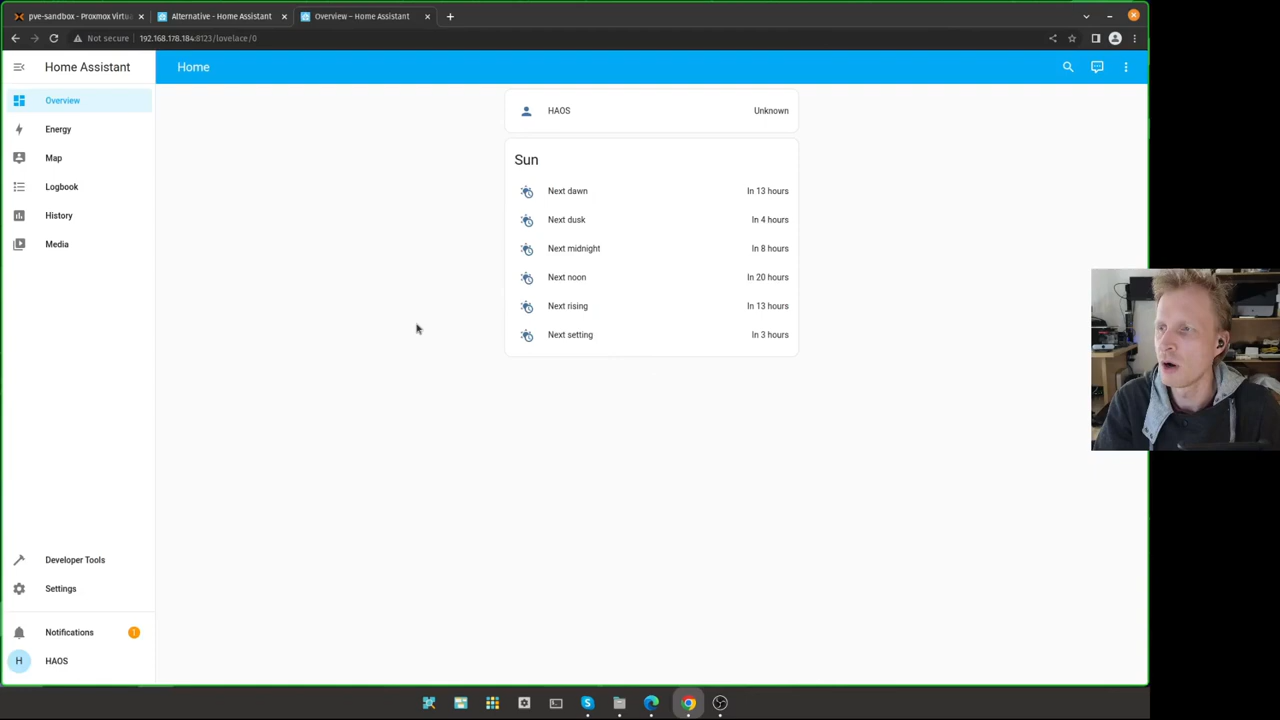 pve-sandbox - Proxmox Virtua
Alternative - Home Assistant
Overview – Home Assistant
Not secure
192.168.178.184:8123/lovelace/0
Home Assistant
Home
Overview
Energy
Map
Logbook
History
Media
HAOS Unknown
Sun
Next dawn In 13 hours
Next dusk In 4 hours
Next midnight In 8 hours
Next noon In 20 hours
Next rising In 13 hours
Next setting In 3 hours
Developer Tools
Settings
Notifications 1
H HAOS